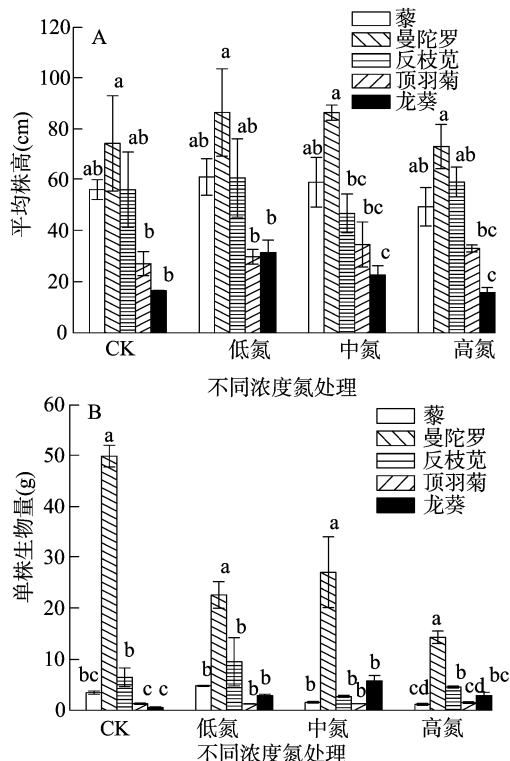 A
藜
曼陀罗
反枝苋
顶羽菊
龙葵
120
100
80
60
40
20
0
平均株高(cm)
ab a ab b b
ab a ab b b
ab a bc bc c
ab a ab bc c
CK 低氮 中氮 高氮
不同浓度氮处理
B
藜
曼陀罗
反枝苋
顶羽菊
龙葵
60
50
40
30
20
10
0
单株生物量(g)
bc a b c c
b a b b b
b a b b b
cd a b cd bc
CK 低氮 中氮 高氮
不同浓度氮处理